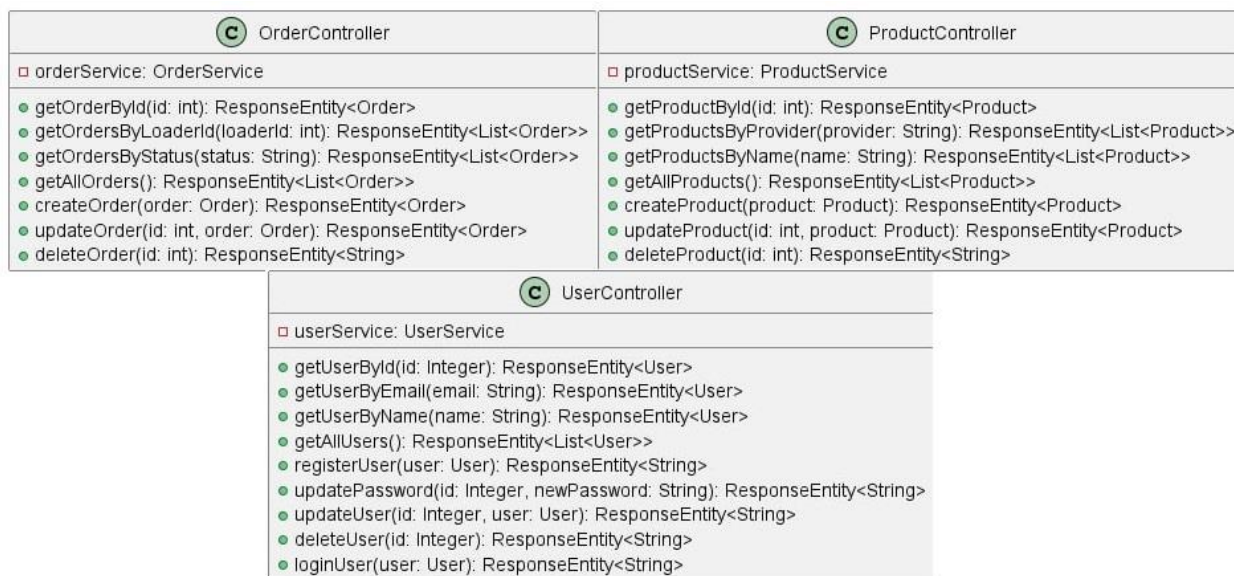 C OrderController
orderService: OrderService
getOrderById(id: int): ResponseEntity<Order>
getOrdersByLoaderId(loaderId: int): ResponseEntity<List<Order>>
getOrdersByStatus(status: String): ResponseEntity<List<Order>>
getAllOrders(): ResponseEntity<List<Order>>
createOrder(order: Order): ResponseEntity<Order>
updateOrder(id: int, order: Order): ResponseEntity<Order>
deleteOrder(id: int): ResponseEntity<String>
C ProductController
productService: ProductService
getProductById(id: int): ResponseEntity<Product>
getProductsByProvider(provider: String): ResponseEntity<List<Product>>
getProductsByName(name: String): ResponseEntity<List<Product>>
getAllProducts(): ResponseEntity<List<Product>>
createProduct(product: Product): ResponseEntity<Product>
updateProduct(id: int, product: Product): ResponseEntity<Product>
deleteProduct(id: int): ResponseEntity<String>
C UserController
userService: UserService
getUserById(id: Integer): ResponseEntity<User>
getUserByEmail(email: String): ResponseEntity<User>
getUserByName(name: String): ResponseEntity<User>
getAllUsers(): ResponseEntity<List<User>>
registerUser(user: User): ResponseEntity<String>
updatePassword(id: Integer, newPassword: String): ResponseEntity<String>
updateUser(id: Integer, user: User): ResponseEntity<String>
deleteUser(id: Integer): ResponseEntity<String>
loginUser(user: User): ResponseEntity<String>